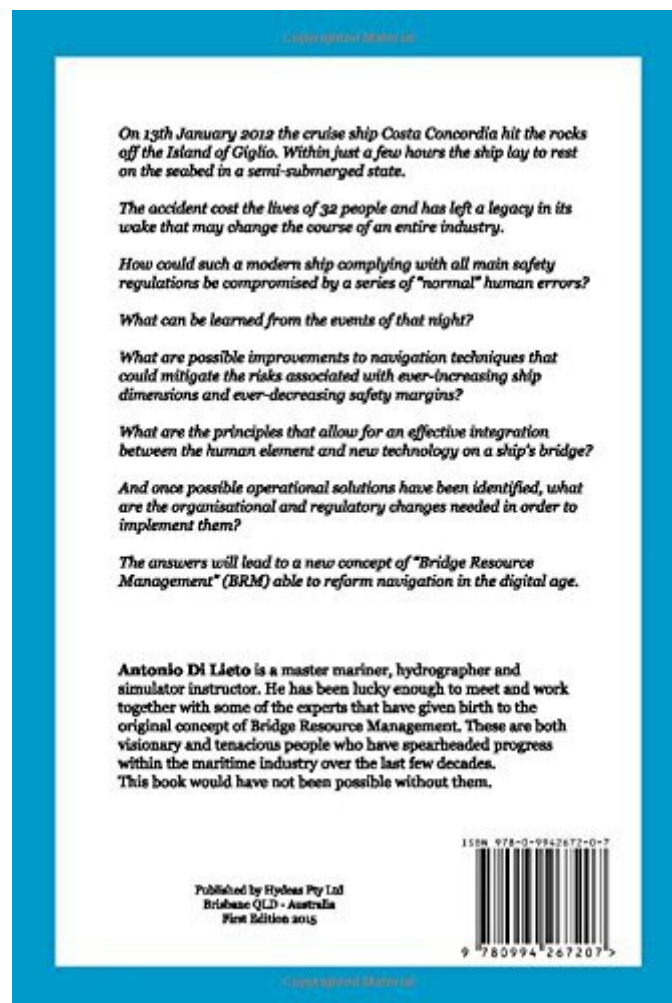 Copyrighted Material
On 13th January 2012 the cruise ship Costa Concordia hit the rocks
off the Island of Giglio. Within just a few hours the ship lay to rest
on the seabed in a semi-submerged state.
The accident cost the lives of 32 people and has left a legacy in its
wake that may change the course of an entire industry.
How could such a modern ship complying with all main safety
regulations be compromised by a series of "normal" human errors?
What can be learned from the events of that night?
What are possible improvements to navigation techniques that
could mitigate the risks associated with ever-increasing ship
dimensions and ever-decreasing safety margins?
What are the principles that allow for an effective integration
between the human element and new technology on a ship's bridge?
And once possible operational solutions have been identified, what
are the organisational and regulatory changes needed in order to
implement them?
The answers will lead to a new concept of "Bridge Resource
Management" (BRM) able to reform navigation in the digital age.
Antonio Di Lieto is a master mariner, hydrographer and
simulator instructor. He has been lucky enough to meet and work
together with some of the experts that have given birth to the
original concept of Bridge Resource Management. These are both
visionary and tenacious people who have spearheaded progress
within the maritime industry over the last few decades.
This book would have not been possible without them.
Published by Hydeas Pty Ltd
Brisbane QLD - Australia
First Edition 2015
ISBN 978-0-9942672-0-7
9 780994 267207 >
Copyrighted Material